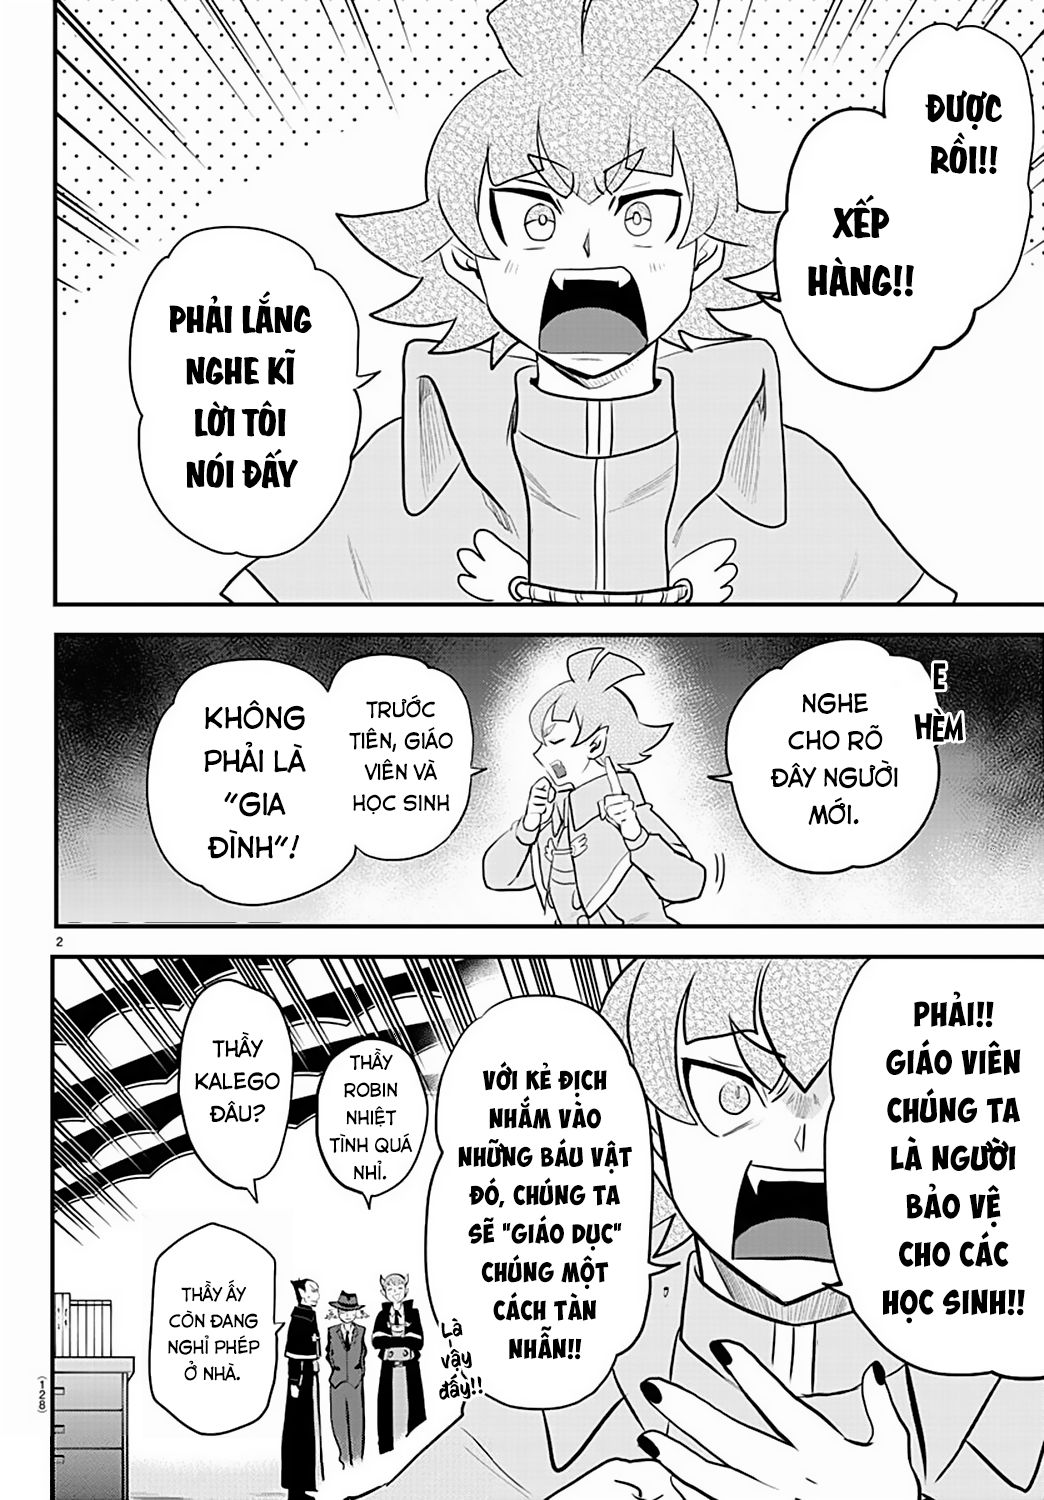 ĐƯỢC
RỒI!!
XẾP
HÀNG!!
PHẢI LẮNG
NGHE KĨ
LỜI TÔI
NÓI ĐẤY
E
HÈM
NGHE
CHO RÕ
ĐÂY NGƯỜI
MỚI.
TRƯỚC
TIÊN, GIÁO
VIÊN VÀ
HỌC SINH
KHÔNG
PHẢI LÀ
"GIA
ĐÌNH"!
2
PHẢI!!
GIÁO VIÊN
CHÚNG TA
LÀ NGƯỜI
BẢO VỆ
CHO CÁC
HỌC SINH!!
VỚI KẺ ĐỊCH
NHẮM VÀO
NHỮNG BÁU VẬT
ĐÓ, CHÚNG TA
SẼ "GIÁO DỤC"
CHÚNG MỘT
CÁCH TÀN
NHẪN!!
Là
vậy
đấy!!
THẦY
ROBIN
NHIỆT
TÌNH QUÁ
NHỈ.
THẦY
KALEGO
ĐÂU?
THẦY ẤY
CÒN ĐANG
NGHỈ PHÉP
Ở NHÀ.
(128)